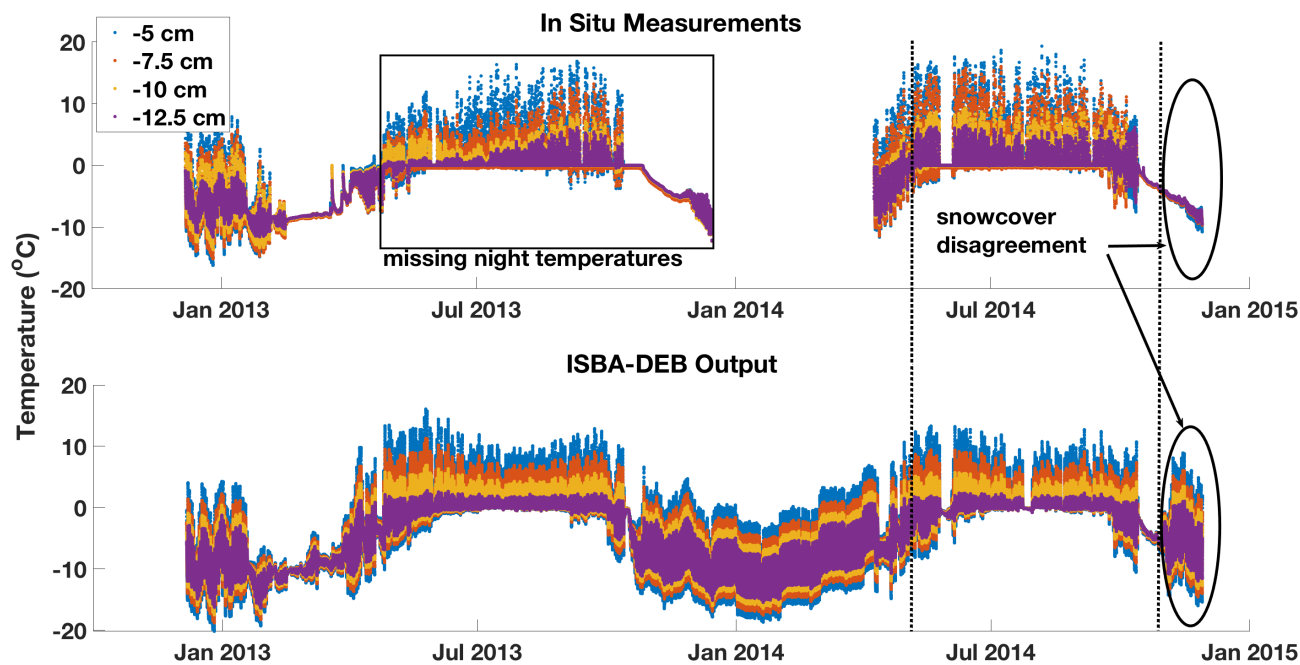 In Situ Measurements
-5 cm
-7.5 cm
-10 cm
-12.5 cm
20
10
0
-10
-20
missing night temperatures
snowcover
disagreement
Jan 2013
Jul 2013
Jan 2014
Jul 2014
Jan 2015
Temperature (°C)
ISBA-DEB Output
20
10
0
-10
-20
Jan 2013
Jul 2013
Jan 2014
Jul 2014
Jan 2015